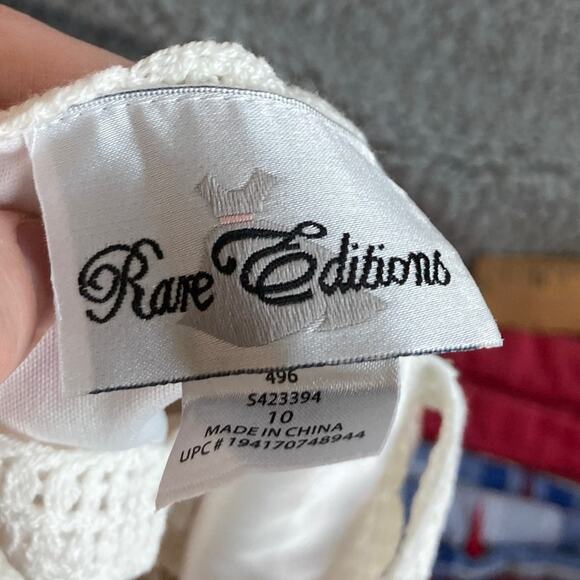 Rare Editions
496
S423394
10
MADE IN CHINA
UPC # 194170748944